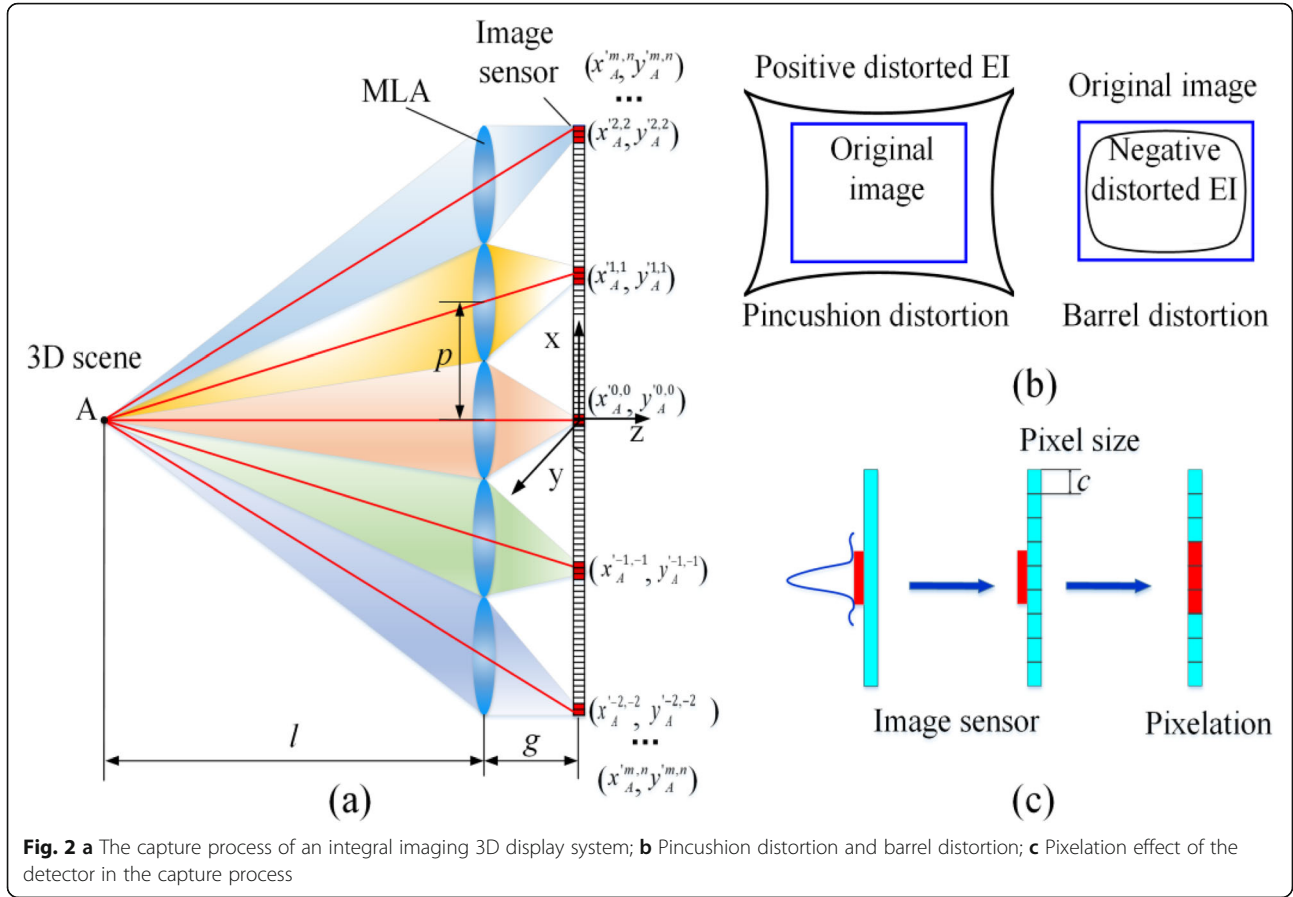 Image
sensor
MLA
(x'^{m,n}_A, y'^{m,n}_A)
...
(x'^{2,2}_A, y'^{2,2}_A)
(x'^{1,1}_A, y'^{1,1}_A)
x
p
3D scene
A
(x'^{0,0}_A, y'^{0,0}_A)
z
y
(x'^{-1,-1}_A, y'^{-1,-1}_A)
(x'^{-2,-2}_A, y'^{-2,-2}_A)
...
(x'^{m,n}_A, y'^{m,n}_A)
l
g
(a)
Positive distorted EI
Original
image
Pincushion distortion
Original image
Negative
distorted EI
Barrel distortion
(b)
Pixel size
c
Image sensor
Pixelation
(c)
Fig. 2 a The capture process of an integral imaging 3D display system; b Pincushion distortion and barrel distortion; c Pixelation effect of the
detector in the capture process